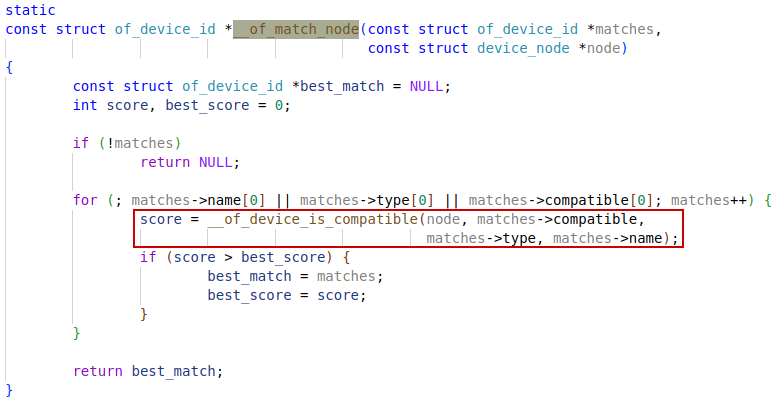 static
const struct of_device_id *__of_match_node(const struct of_device_id *matches,
                                           const struct device_node *node)
{
        const struct of_device_id *best_match = NULL;
        int score, best_score = 0;

        if (!matches)
                return NULL;

        for (; matches->name[0] || matches->type[0] || matches->compatible[0]; matches++) {
                score = __of_device_is_compatible(node, matches->compatible,
                                                  matches->type, matches->name);
                if (score > best_score) {
                        best_match = matches;
                        best_score = score;
                }
        }

        return best_match;
}